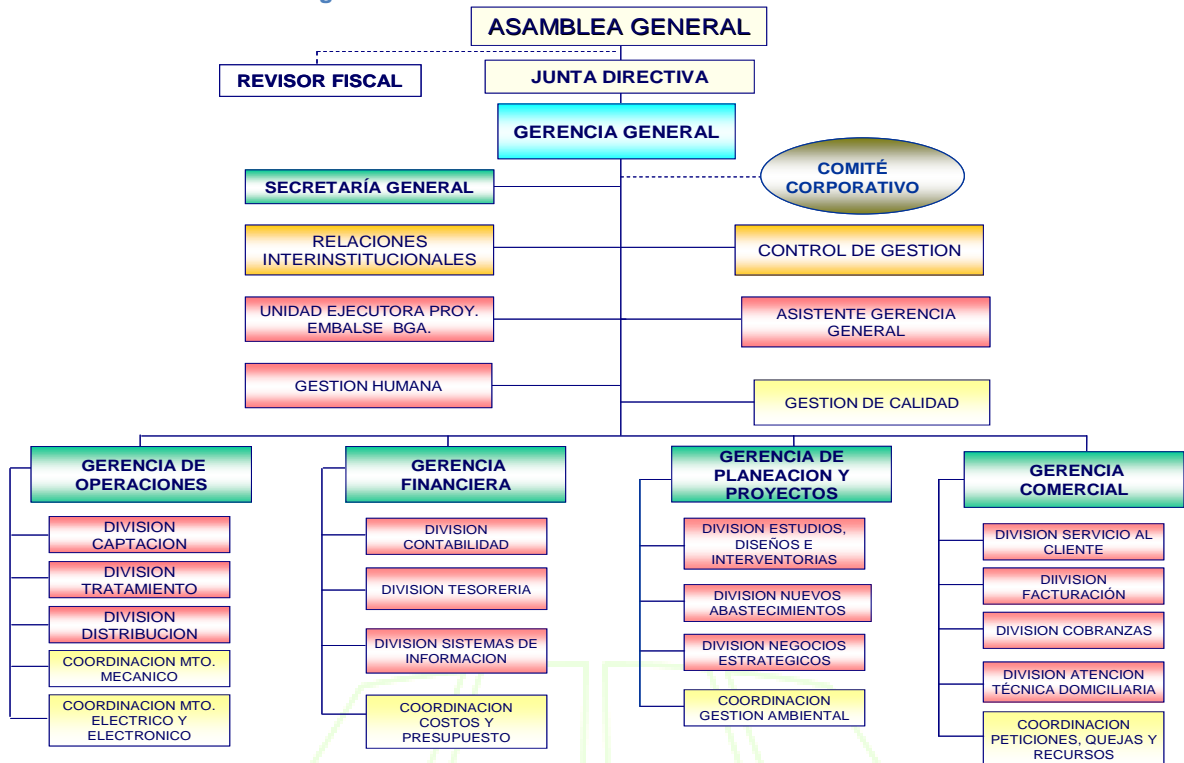 ASAMBLEA GENERAL
REVISOR FISCAL
JUNTA DIRECTIVA
GERENCIA GENERAL
COMITÉ
CORPORATIVO
SECRETARÍA GENERAL
RELACIONES
INTERINSTITUCIONALES
CONTROL DE GESTION
UNIDAD EJECUTORA PROY.
EMBALSE BGA.
ASISTENTE GERENCIA
GENERAL
GESTION HUMANA
GESTION DE CALIDAD
GERENCIA DE
OPERACIONES
DIVISION
CAPTACION
DIVISION
TRATAMIENTO
DIVISION
DISTRIBUCION
COORDINACION MTO.
MECANICO
COORDINACION MTO.
ELECTRICO Y
ELECTRONICO
GERENCIA
FINANCIERA
DIVISION
CONTABILIDAD
DIVISION TESORERIA
DIVISION SISTEMAS DE
INFORMACION
COORDINACION
COSTOS Y
PRESUPUESTO
GERENCIA DE
PLANEACION Y
PROYECTOS
DIVISION ESTUDIOS,
DISEÑOS E
INTERVENTORIAS
DIVISION NUEVOS
ABASTECIMIENTOS
DIVISION NEGOCIOS
ESTRATEGICOS
COORDINACION
GESTION AMBIENTAL
GERENCIA
COMERCIAL
DIVISION SERVICIO AL
CLIENTE
DIIVISION
FACTURACIÓN
DIVISION COBRANZAS
DIVISION ATENCION
TÉCNICA DOMICILIARIA
COORDINACION
PETICIONES, QUEJAS Y
RECURSOS